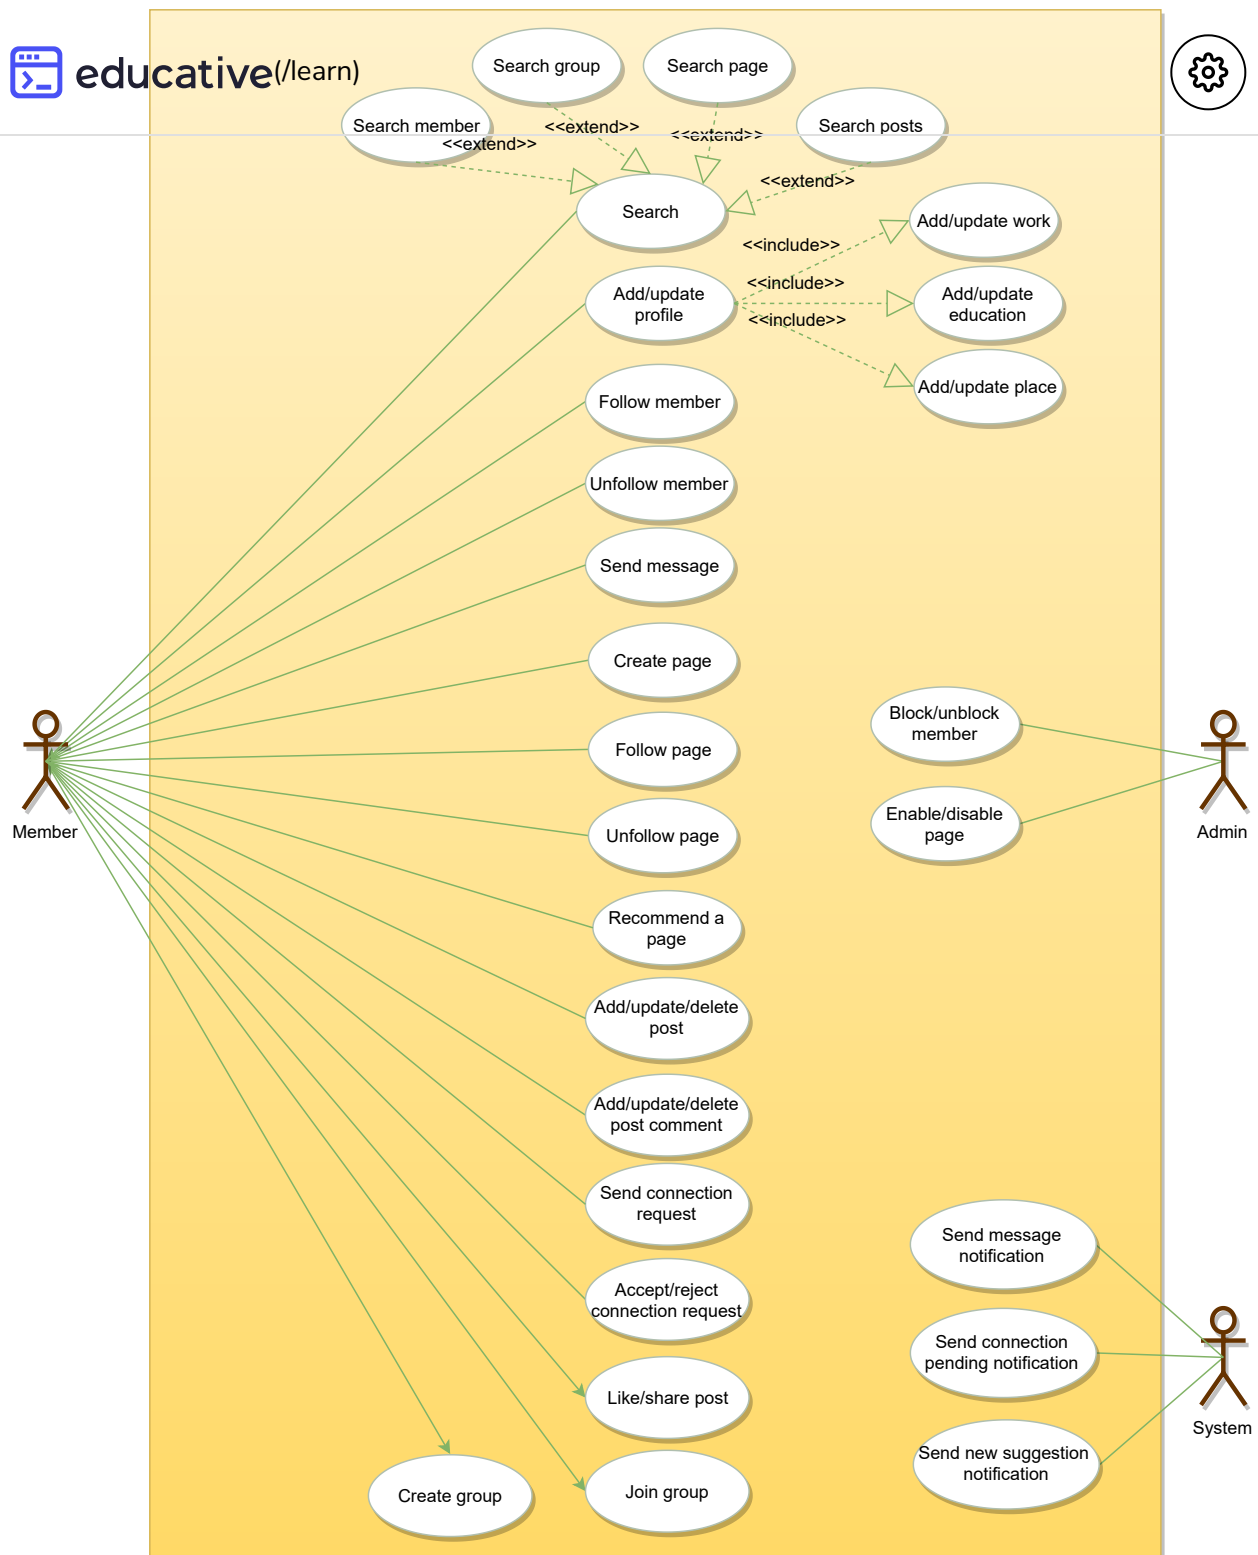 Search group
Search page
educative(/learn)
Search member
<<extend>>
<<extend>>
<<extend>>
Search posts
<<extend>>
Search
Add/update work
<<include>>
<<include>>
<<include>>
Add/update
profile
Add/update
education
Add/update place
Follow member
Unfollow member
Send message
Create page
Follow page
Block/unblock
member
Member
Unfollow page
Enable/disable
page
Admin
Recommend a
page
Add/update/delete
post
Add/update/delete
post comment
Send connection
request
Send message
notification
Accept/reject
connection request
Send connection
pending notification
Like/share post
System
Send new suggestion
notification
Create group
Join group